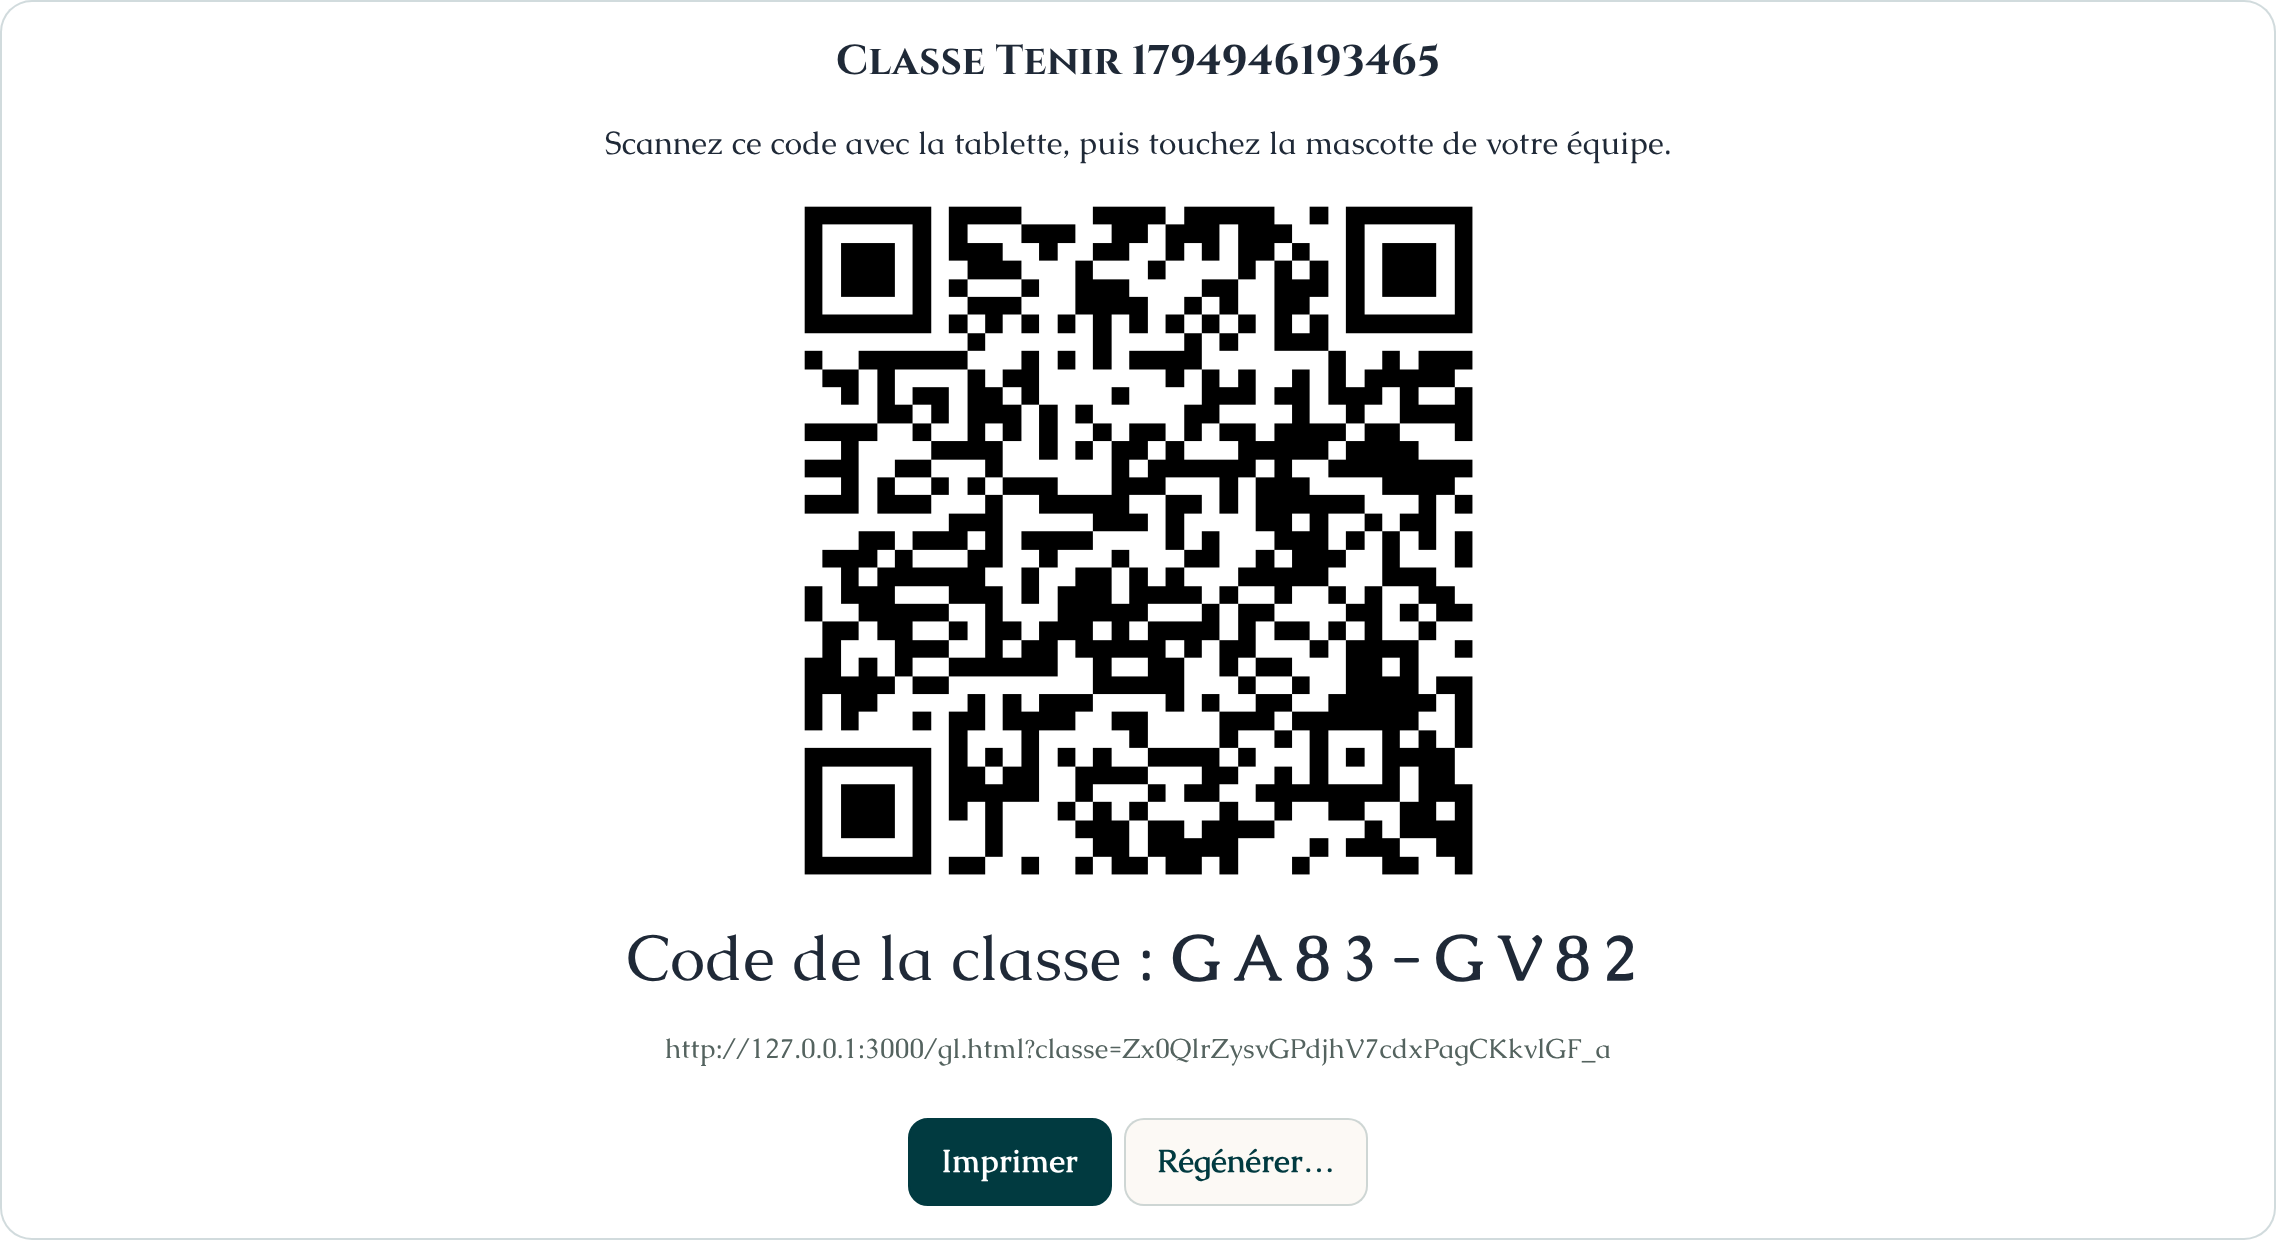 Classe Tenir 1794946193465
Scannez ce code avec la tablette, puis touchez la mascotte de votre équipe.
Code de la classe : GA83-GV82
http://127.0.0.1:3000/gl.html?classe=Zx0QlrZysvGPdjhV7cdxPagCKkvlGF_a
Imprimer
Régénérer…